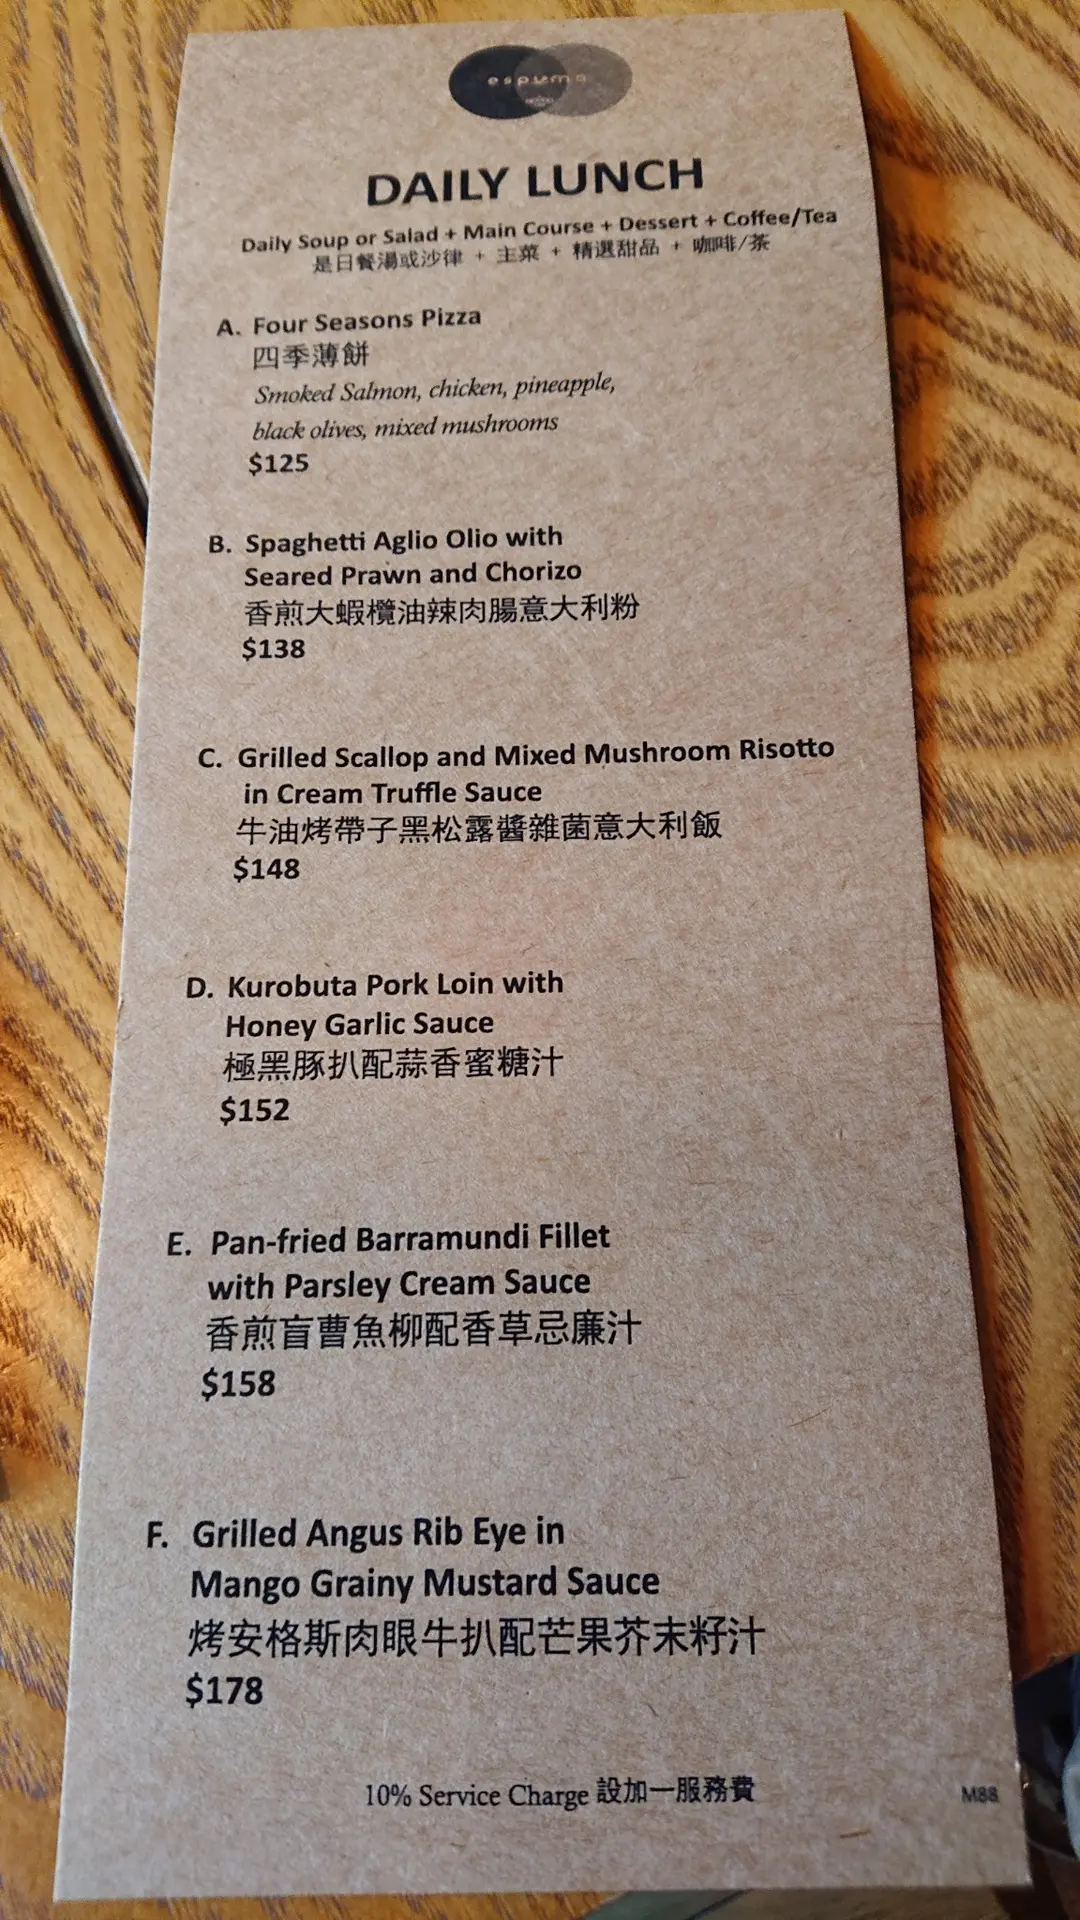 espuma
DAILY LUNCH
Daily Soup or Salad + Main Course + Dessert + Coffee/Tea
是日餐湯或沙律 + 主菜 + 精選甜品 + 咖啡/茶
A. Four Seasons Pizza
四季薄餅
Smoked Salmon, chicken, pineapple,
black olives, mixed mushrooms
$125
B. Spaghetti Aglio Olio with
Seared Prawn and Chorizo
香煎大蝦欖油辣肉腸意大利粉
$138
C. Grilled Scallop and Mixed Mushroom Risotto
in Cream Truffle Sauce
牛油烤帶子黑松露醬雜菌意大利飯
$148
D. Kurobuta Pork Loin with
Honey Garlic Sauce
極黑豚扒配蒜香蜜糖汁
$152
E. Pan-fried Barramundi Fillet
with Parsley Cream Sauce
香煎盲曹魚柳配香草忌廉汁
$158
F. Grilled Angus Rib Eye in
Mango Grainy Mustard Sauce
烤安格斯肉眼牛扒配芒果芥末籽汁
$178
10% Service Charge 設加一服務費
M88